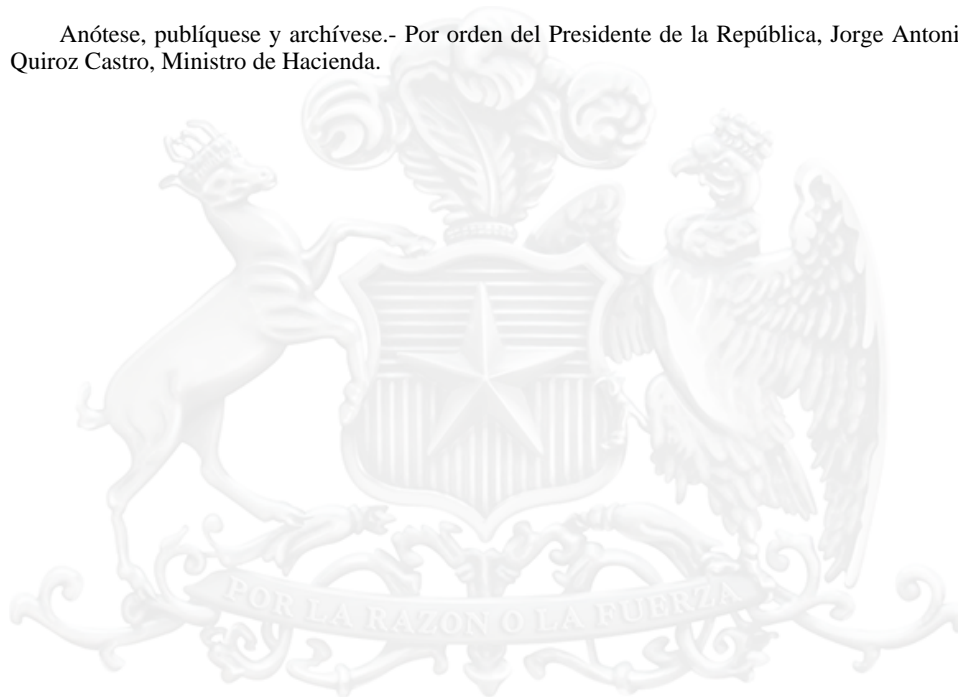 Anótese, publíquese y archívese.- Por orden del Presidente de la República, Jorge Antoni
Quiroz Castro, Ministro de Hacienda.
POR LA RAZON O LA FUERZA